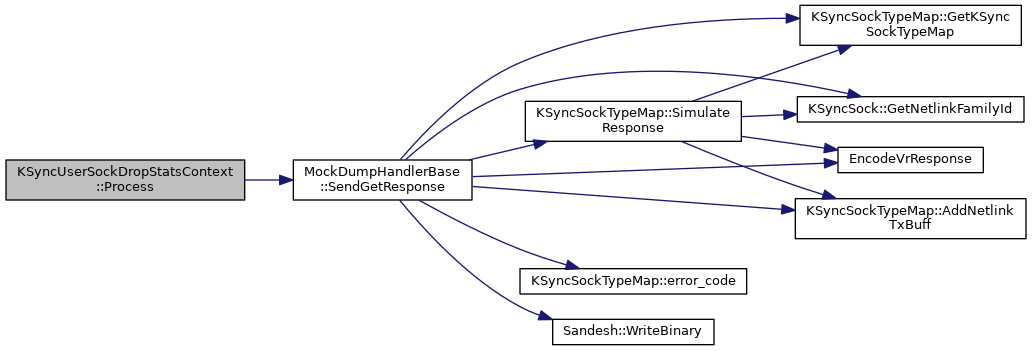 KSyncUserSockDropStatsContext
::Process
MockDumpHandlerBase
::SendGetResponse
KSyncSockTypeMap::Simulate
Response
KSyncSockTypeMap::GetKSync
SockTypeMap
KSyncSock::GetNetlinkFamilyId
EncodeVrResponse
KSyncSockTypeMap::AddNetlink
TxBuff
KSyncSockTypeMap::error_code
Sandesh::WriteBinary